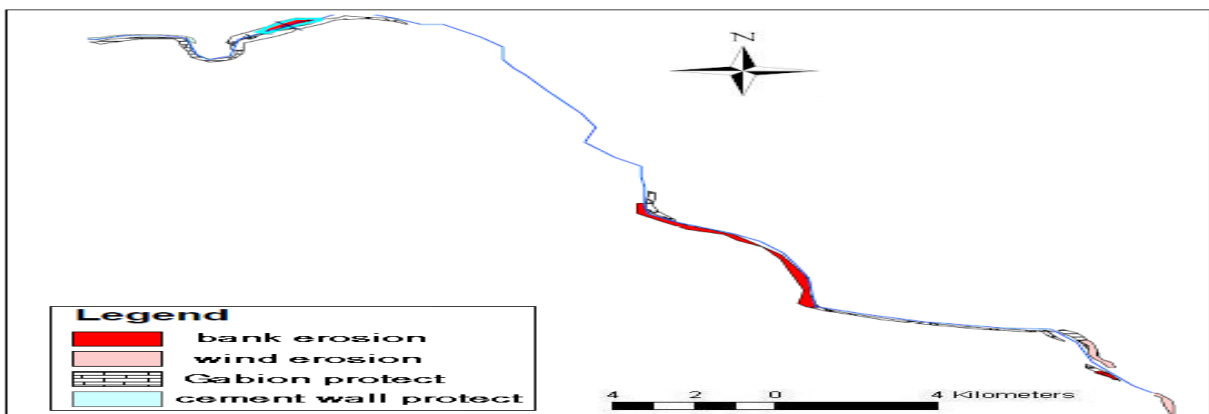 N
Legend
bank erosion
wind erosion
Gabion protect
cement wall protect
4 2 0 4 Kilometers